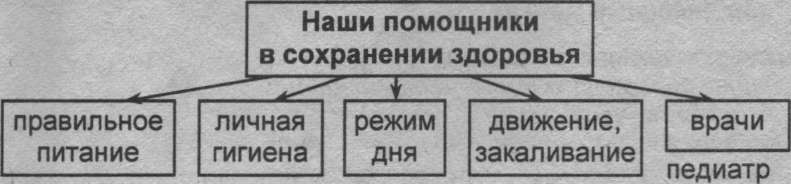 Наши помощники
в сохранении здоровья
правильное
питание
личная
гигиена
режим
дня
движение,
закаливание
врачи
педиатр